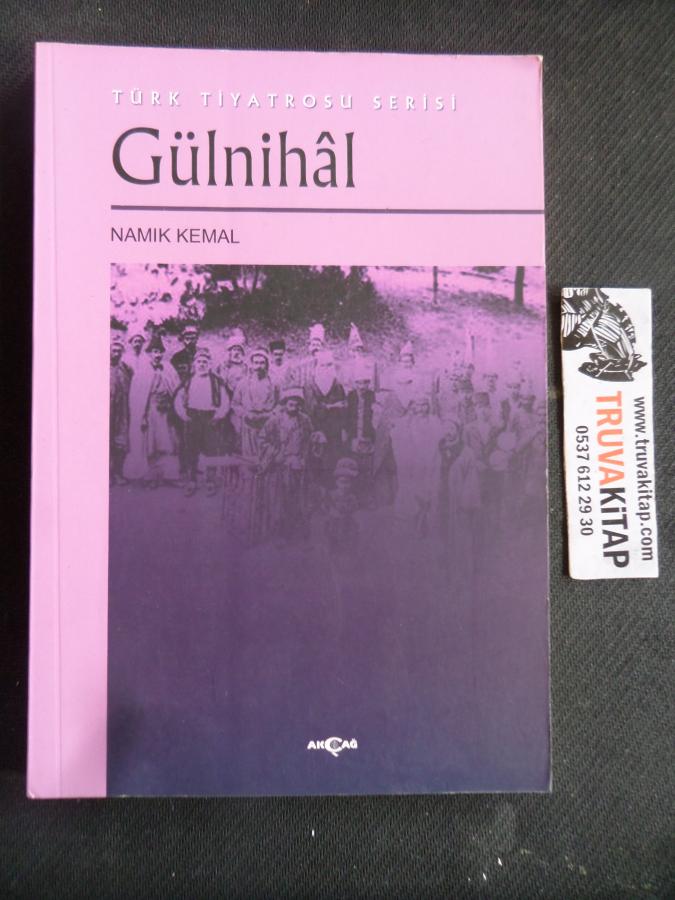 TÜRK TİYATROSU SERİSİ
Gülnihâl
NAMIK KEMAL
AKÇAĞ
www.truvakitap.com
TRUVAKİTAP
0537 612 29 30